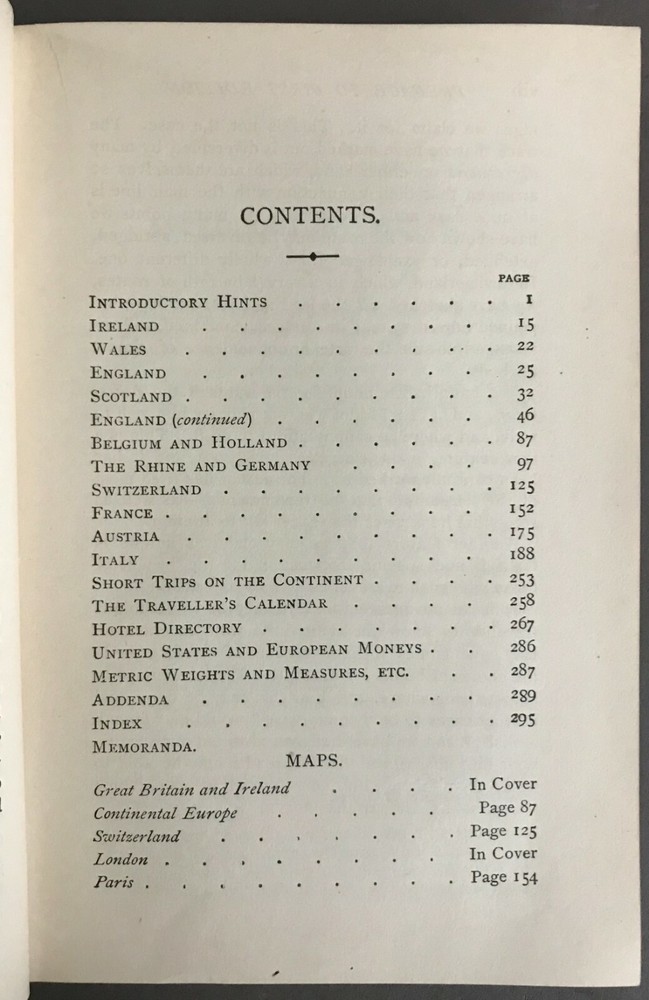 CONTENTS.
PAGE
INTRODUCTORY HINTS . . . . . . 1
IRELAND . . . . . . . . 15
WALES . . . . . . . . . 22
ENGLAND . . . . . . . . 25
SCOTLAND . . . . . . . . . 32
ENGLAND (continued) . . . . . . 46
BELGIUM AND HOLLAND . . . . . . 87
THE RHINE AND GERMANY . . . . 97
SWITZERLAND . . . . . . . . 125
FRANCE . . . . . . . . . . 152
AUSTRIA . . . . . . . . . 175
ITALY . . . . . . . . . 188
SHORT TRIPS ON THE CONTINENT . . . . 253
THE TRAVELLER'S CALENDAR . . . . 258
HOTEL DIRECTORY . . . . . . . 267
UNITED STATES AND EUROPEAN MONEYS . . 286
METRIC WEIGHTS AND MEASURES, ETC. . . 287
ADDENDA . . . . . . . . 289
INDEX . . . . . . . . . 295
MEMORANDA.
MAPS.
Great Britain and Ireland . . . . In Cover
Continental Europe . . . . . Page 87
Switzerland . . . . . . . Page 125
London . . . . . . . . In Cover
Paris . . . . . . . . . Page 154